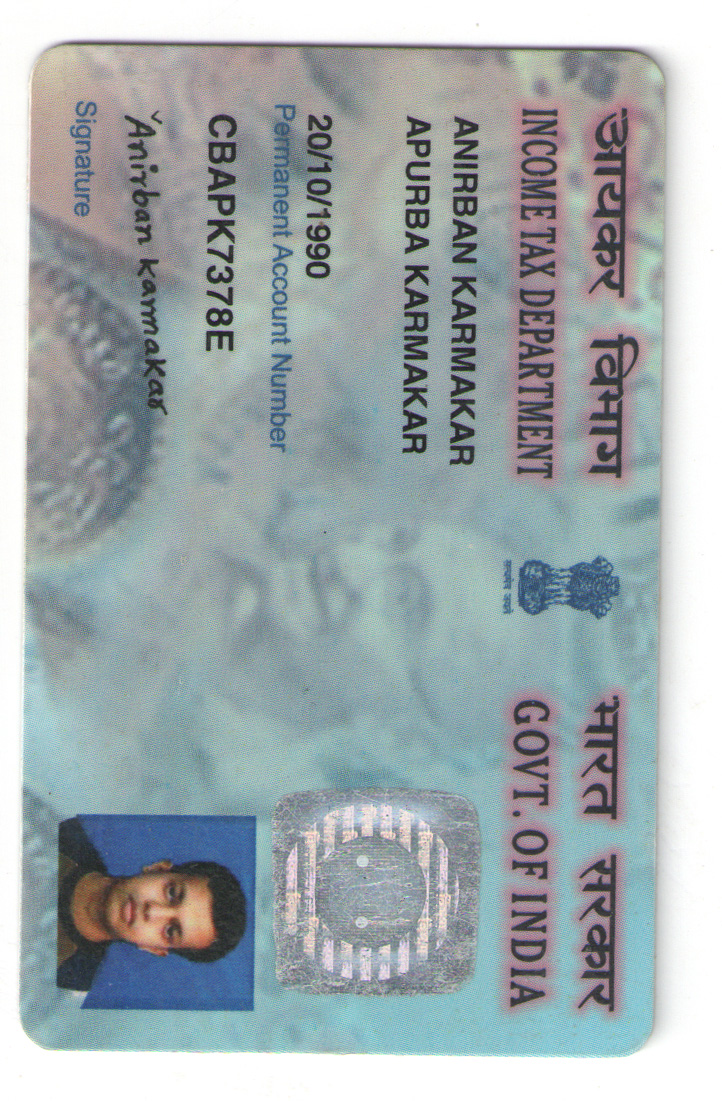 आयकर विभाग
INCOME TAX DEPARTMENT
सत्यमेव जयते
भारत सरकार
GOVT. OF INDIA
ANIRBAN KARMAKAR
APURBA KARMAKAR
20/10/1990
Permanent Account Number
CBAPK7378E
Anirban karmakar
Signature